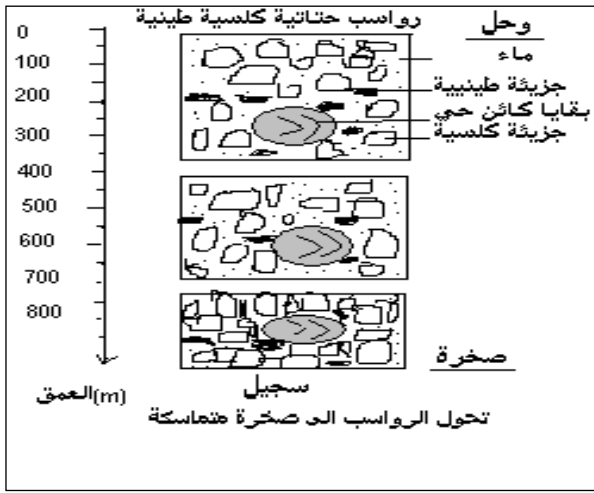 رواسب حتاتية كلسية طينية
وحل
ماء
جزيئة طينيية
بقايا كائن حي
جزيئة كلسية
0
100
200
300
400
500
600
700
800
العمق(m)
صخرة
سجيل
تحول الرواسب الى صخرة متماسكة